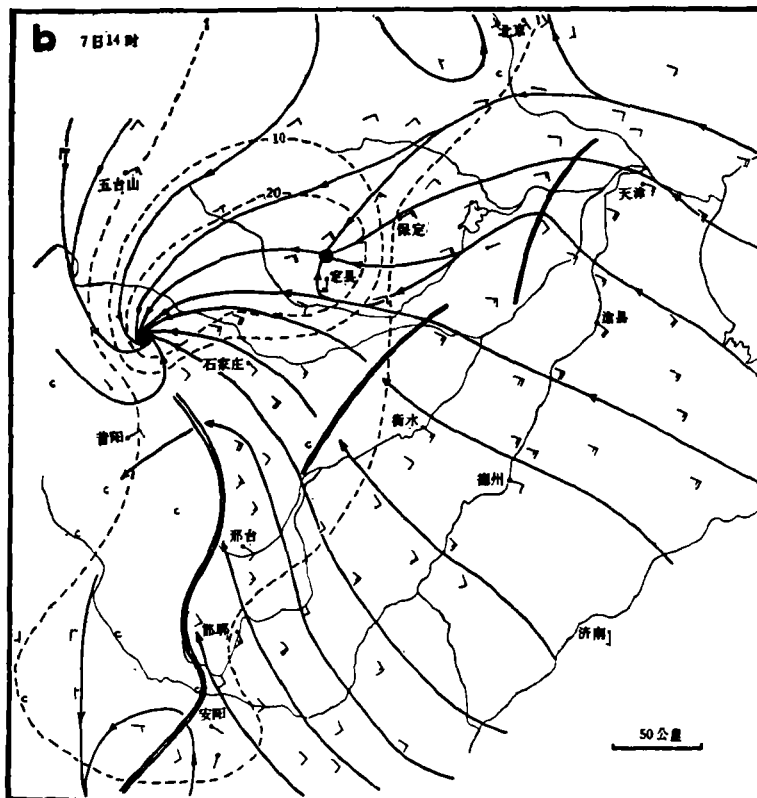 b 7日14时
北京
五台山
10
20
保定
天津
定县
沧县
石家庄
衡水
昔阳
德州
邢台
邯郸
济南
安阳
50公里